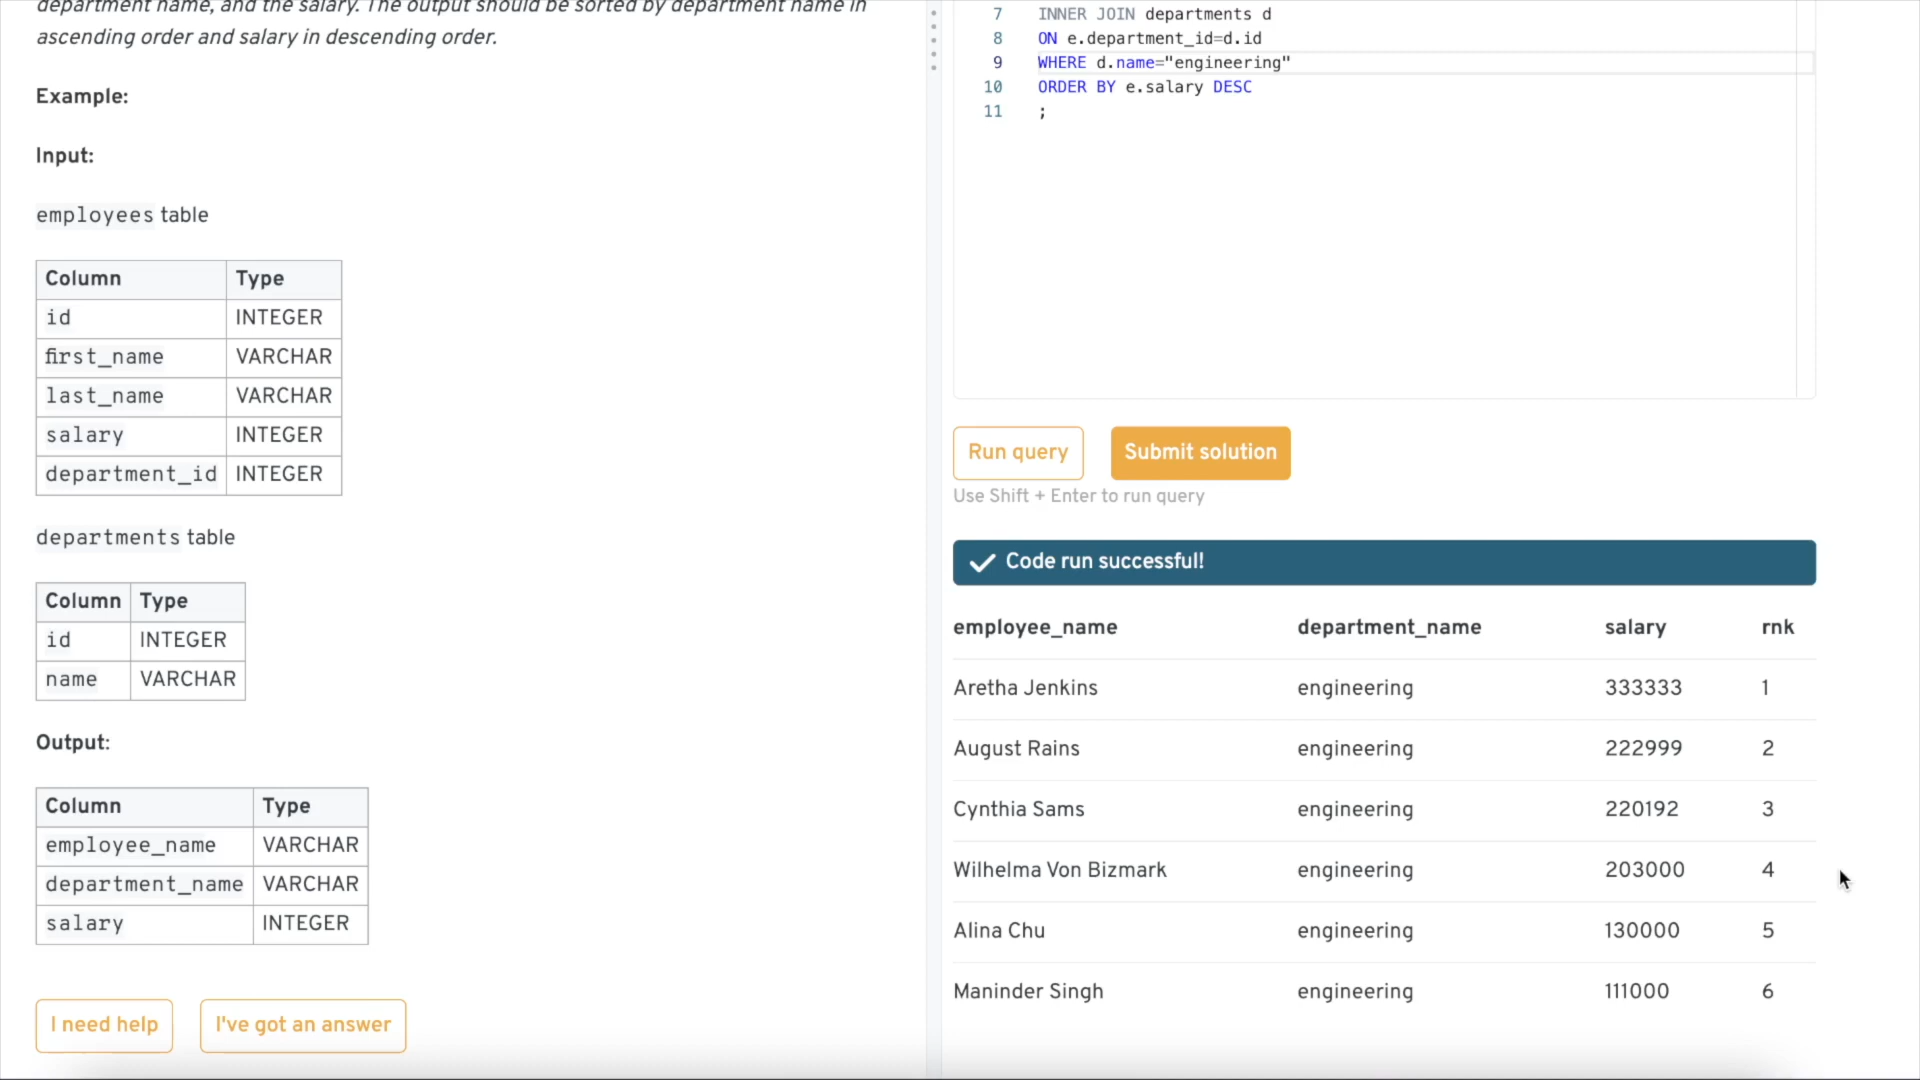 department name, and the salary. The output should be sorted by department name in
ascending order and salary in descending order.
Example:
Input:
employees table
Column Type
id INTEGER
first_name VARCHAR
last_name VARCHAR
salary INTEGER
department_id INTEGER
departments table
Column Type
id INTEGER
name VARCHAR
Output:
Column Type
employee_name VARCHAR
department_name VARCHAR
salary INTEGER
I need help
I've got an answer
7 INNER JOIN departments d
8 ON e.department_id=d.id
9 WHERE d.name="engineering"
10 ORDER BY e.salary DESC
11 ;
Run query
Submit solution
Use Shift + Enter to run query
Code run successful!
employee_name department_name salary rnk
Aretha Jenkins engineering 333333 1
August Rains engineering 222999 2
Cynthia Sams engineering 220192 3
Wilhelma Von Bizmark engineering 203000 4
Alina Chu engineering 130000 5
Maninder Singh engineering 111000 6